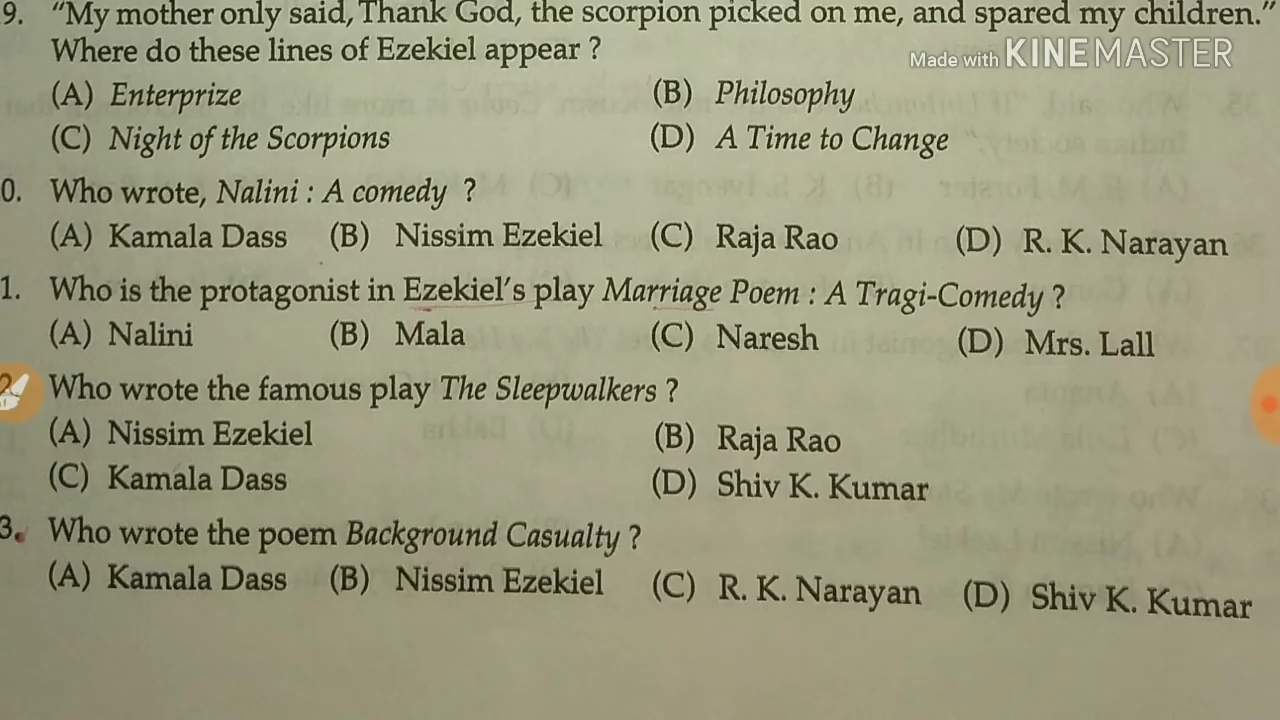 9. “My mother only said, Thank God, the scorpion picked on me, and spared my children.”
Where do these lines of Ezekiel appear ?
Made with KINEMASTER
(A) Enterprize (B) Philosophy
(C) Night of the Scorpions (D) A Time to Change
0. Who wrote, Nalini : A comedy ?
(A) Kamala Dass (B) Nissim Ezekiel (C) Raja Rao (D) R. K. Narayan
1. Who is the protagonist in Ezekiel’s play Marriage Poem : A Tragi-Comedy ?
(A) Nalini (B) Mala (C) Naresh (D) Mrs. Lall
2. Who wrote the famous play The Sleepwalkers ?
(A) Nissim Ezekiel (B) Raja Rao
(C) Kamala Dass (D) Shiv K. Kumar
3. Who wrote the poem Background Casualty ?
(A) Kamala Dass (B) Nissim Ezekiel (C) R. K. Narayan (D) Shiv K. Kumar